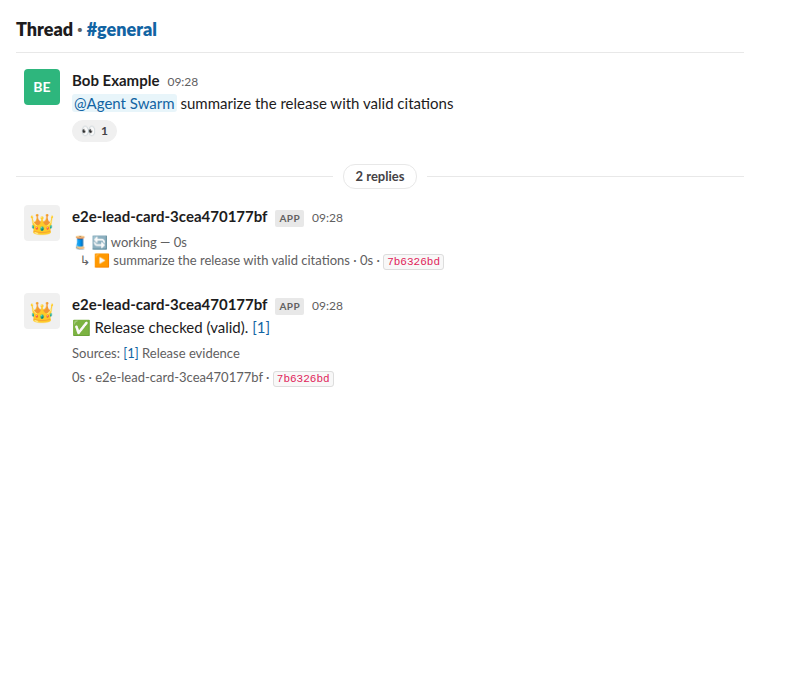 Thread • #general
BE
Bob Example 09:28
@Agent Swarm summarize the release with valid citations
👀 1
2 replies
e2e-lead-card-3cea470177bf APP 09:28
🧵 🔄 working — 0s
↳ ▶️ summarize the release with valid citations · 0s · 7b6326bd
e2e-lead-card-3cea470177bf APP 09:28
✅ Release checked (valid). [1]
Sources: [1] Release evidence
0s · e2e-lead-card-3cea470177bf · 7b6326bd